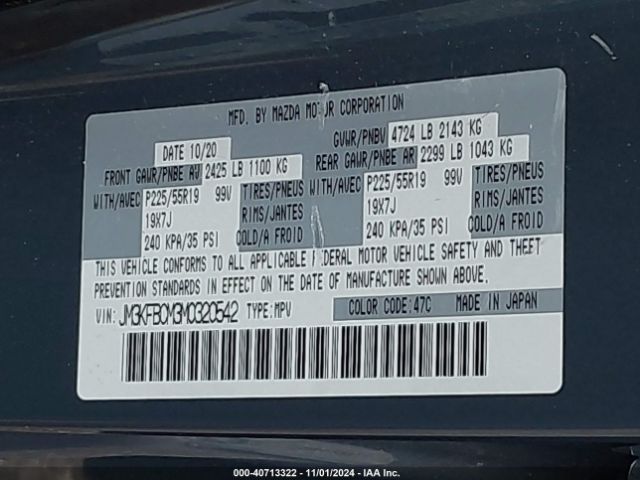 MFD. BY MAZDA MOTOR CORPORATION
DATE 10/20 GVWR/PNBV 4724 LB 2143 KG
FRONT GAWR/PNBE AV 2425 LB 1100 KG REAR GAWR/PNBE AR 2299 LB 1043 KG
WITH/AVEC P225/55R19 99V TIRES/PNEUS WITH/AVEC P225/55R19 99V TIRES/PNEUS
19X7J RIMS/JANTES 19X7J RIMS/JANTES
240 KPA/35 PSI COLD/A FROID 240 KPA/35 PSI COLD/A FROID
THIS VEHICLE CONFORMS TO ALL APPLICABLE FEDERAL MOTOR VEHICLE SAFETY AND THEFT
PREVENTION STANDARDS IN EFFECT ON THE DATE OF MANUFACTURE SHOWN ABOVE.
VIN: JM3KFBCM3M0320542 TYPE: MPV COLOR CODE: 47C MADE IN JAPAN
000-40713322 - 11/01/2024 - IAA Inc.